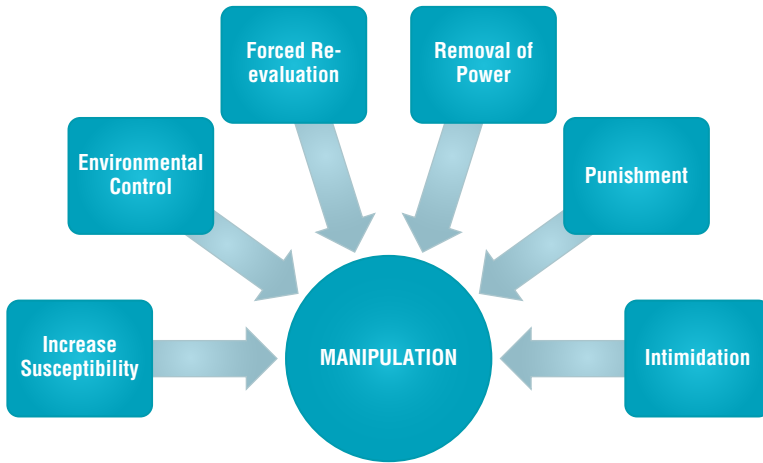 Forced Re-
evaluation
Removal of
Power
Environmental
Control
Punishment
Increase
Susceptibility
MANIPULATION
Intimidation